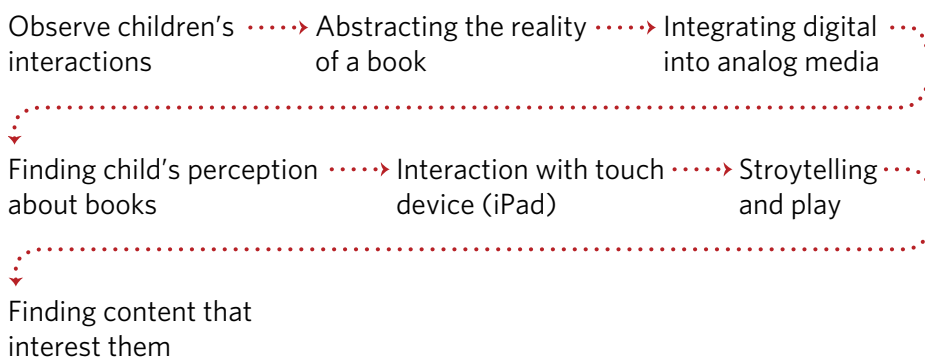 Observe children's Abstracting the reality Integrating digital
interactions of a book into analog media
Finding child's perception Interaction with touch Stroytelling
about books device (iPad) and play
Finding content that
interest them